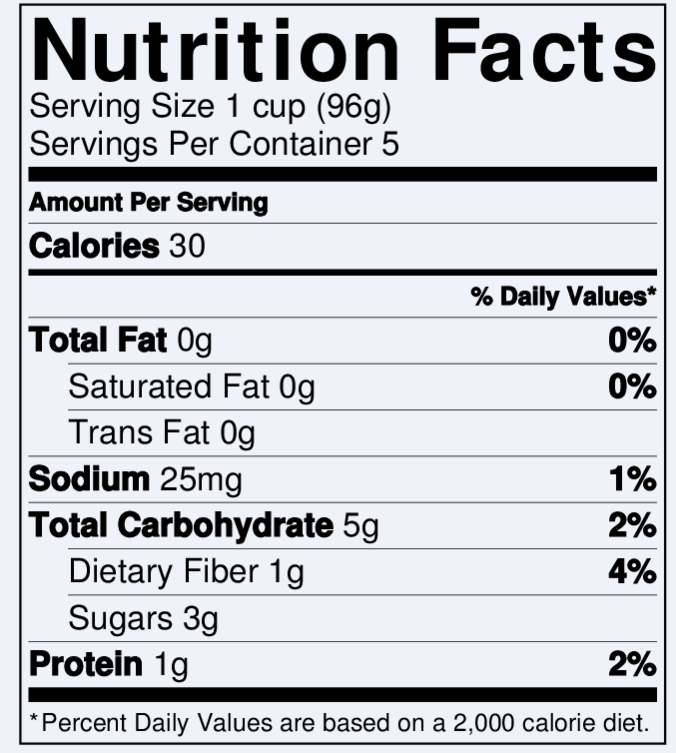 Nutrition Facts
Serving Size 1 cup (96g)
Servings Per Container 5
Amount Per Serving
Calories 30
% Daily Values*
Total Fat 0g 0%
Saturated Fat 0g 0%
Trans Fat 0g
Sodium 25mg 1%
Total Carbohydrate 5g 2%
Dietary Fiber 1g 4%
Sugars 3g
Protein 1g 2%
*Percent Daily Values are based on a 2,000 calorie diet.